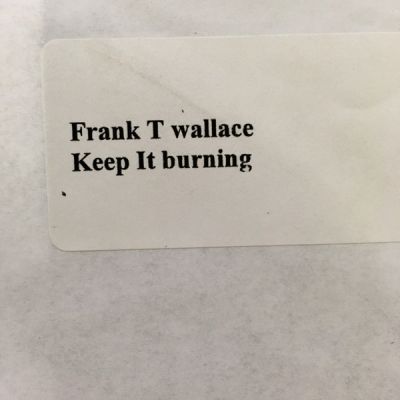 Frank T wallace
Keep It burning